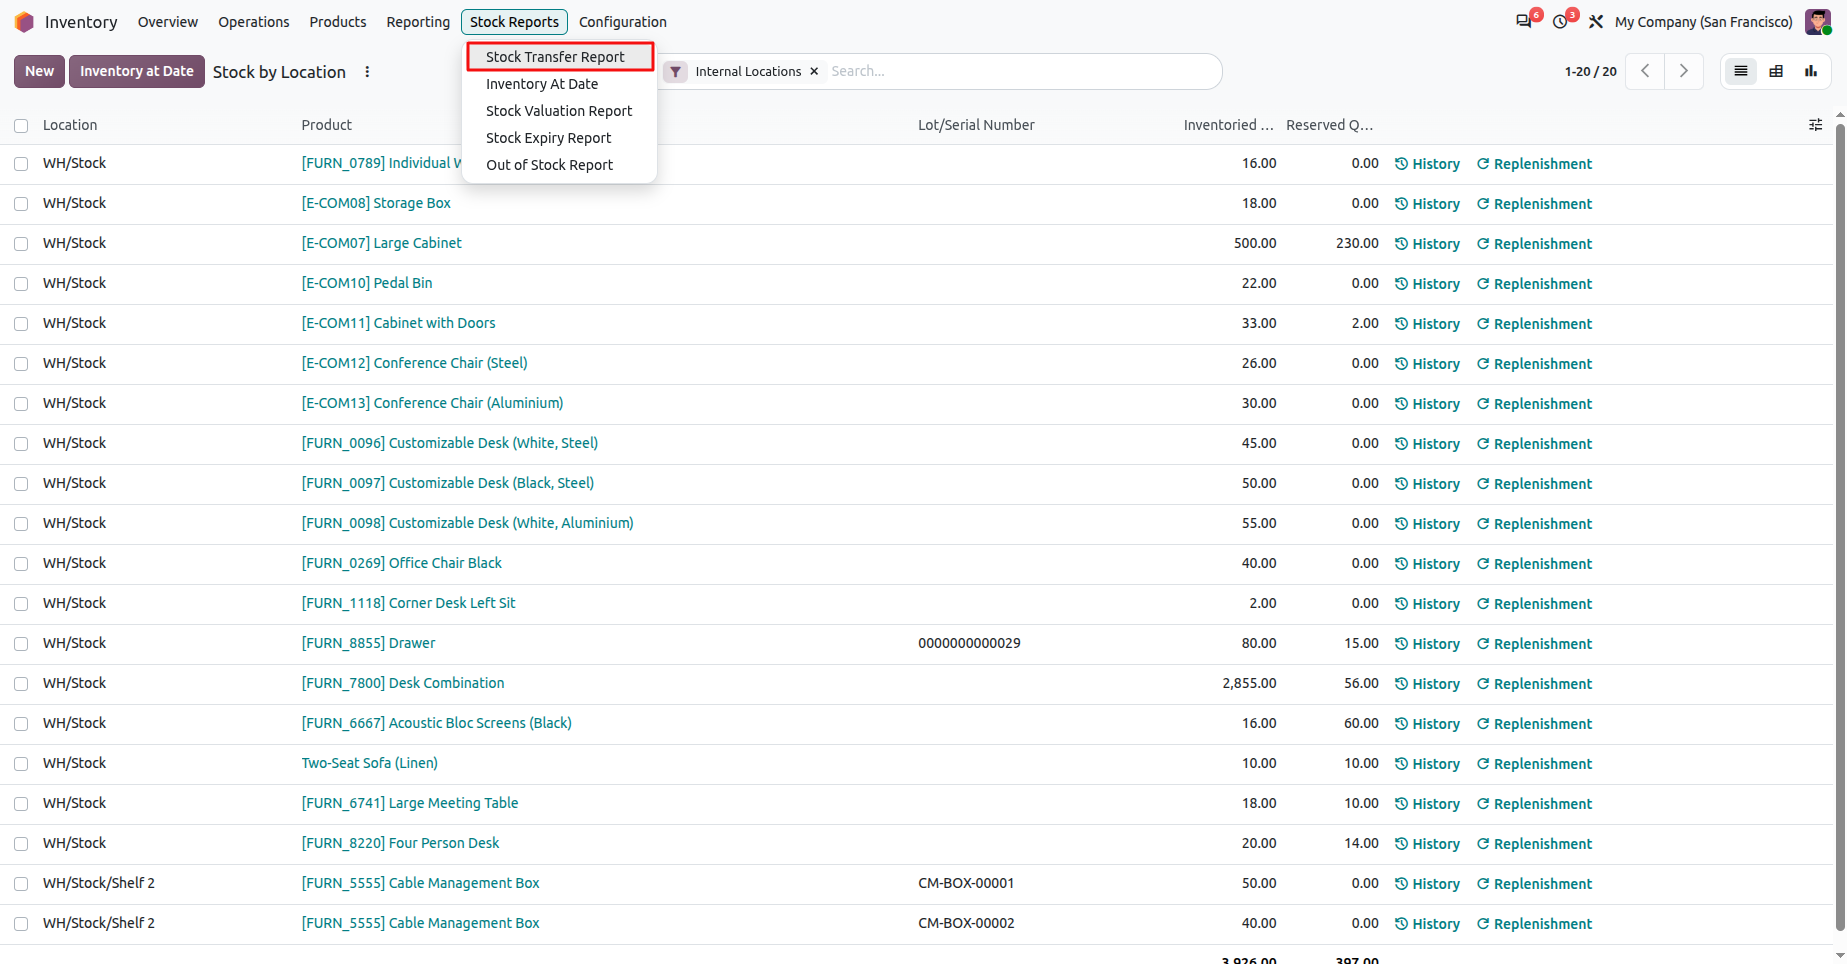 Inventory Overview Operations Products Reporting Stock Reports Configuration 6 3 My Company (San Francisco)
New Inventory at Date Stock by Location Internal Locations × Search... 1-20 / 20
Stock Transfer Report
Inventory At Date
Stock Valuation Report
Stock Expiry Report
Out of Stock Report
Location Product Lot/Serial Number Inventoried ... Reserved Q...
WH/Stock [FURN_0789] Individual W 16.00 0.00 History Replenishment
WH/Stock [E-COM08] Storage Box 18.00 0.00 History Replenishment
WH/Stock [E-COM07] Large Cabinet 500.00 230.00 History Replenishment
WH/Stock [E-COM10] Pedal Bin 22.00 0.00 History Replenishment
WH/Stock [E-COM11] Cabinet with Doors 33.00 2.00 History Replenishment
WH/Stock [E-COM12] Conference Chair (Steel) 26.00 0.00 History Replenishment
WH/Stock [E-COM13] Conference Chair (Aluminium) 30.00 0.00 History Replenishment
WH/Stock [FURN_0096] Customizable Desk (White, Steel) 45.00 0.00 History Replenishment
WH/Stock [FURN_0097] Customizable Desk (Black, Steel) 50.00 0.00 History Replenishment
WH/Stock [FURN_0098] Customizable Desk (White, Aluminium) 55.00 0.00 History Replenishment
WH/Stock [FURN_0269] Office Chair Black 40.00 0.00 History Replenishment
WH/Stock [FURN_1118] Corner Desk Left Sit 2.00 0.00 History Replenishment
WH/Stock [FURN_8855] Drawer 0000000000029 80.00 15.00 History Replenishment
WH/Stock [FURN_7800] Desk Combination 2,855.00 56.00 History Replenishment
WH/Stock [FURN_6667] Acoustic Bloc Screens (Black) 16.00 60.00 History Replenishment
WH/Stock Two-Seat Sofa (Linen) 10.00 10.00 History Replenishment
WH/Stock [FURN_6741] Large Meeting Table 18.00 10.00 History Replenishment
WH/Stock [FURN_8220] Four Person Desk 20.00 14.00 History Replenishment
WH/Stock/Shelf 2 [FURN_5555] Cable Management Box CM-BOX-00001 50.00 0.00 History Replenishment
WH/Stock/Shelf 2 [FURN_5555] Cable Management Box CM-BOX-00002 40.00 0.00 History Replenishment
3,926.00 397.00